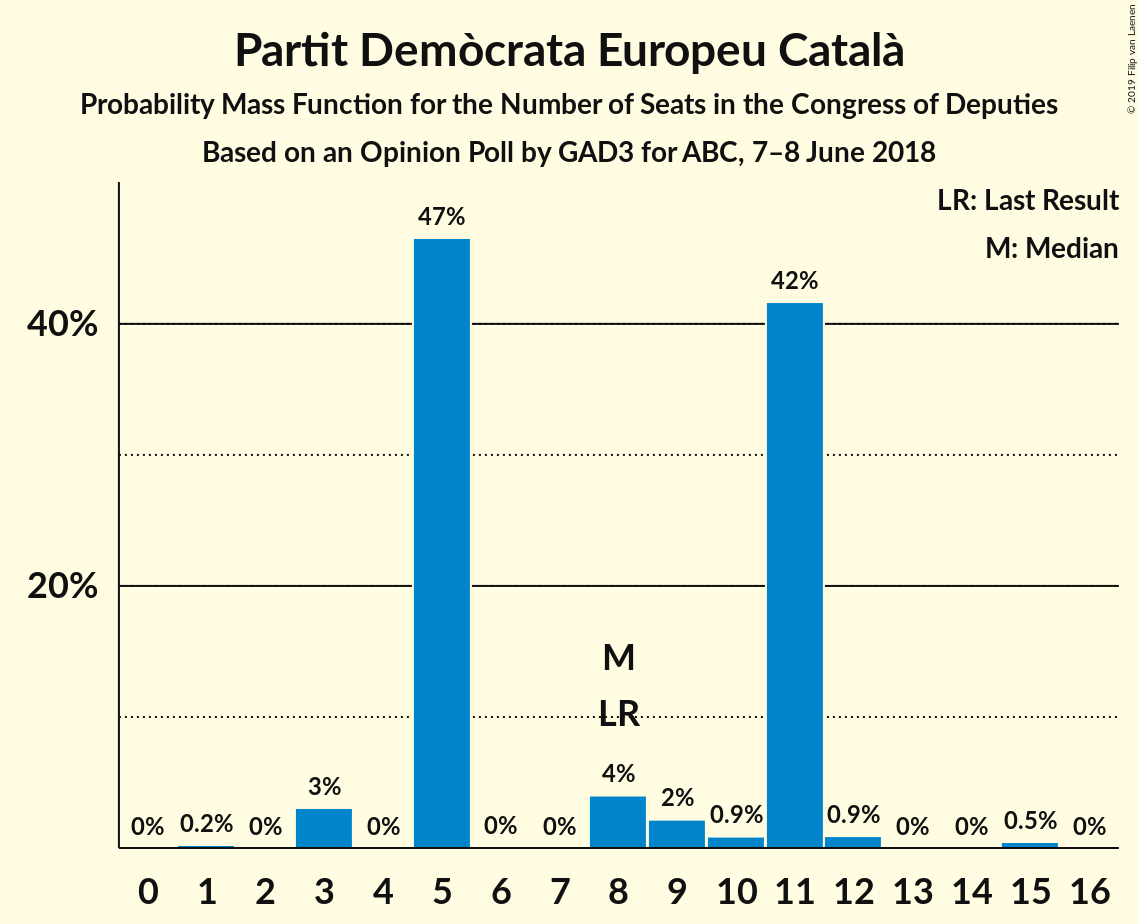 Partit Demòcrata Europeu Català
Probability Mass Function for the Number of Seats in the Congress of Deputies
Based on an Opinion Poll by GAD3 for ABC, 7–8 June 2018
© 2019 Filip van Laenen
LR: Last Result
M: Median
47%
42%
40%
20%
M
LR
0% 0.2% 0% 3% 0% 0% 0% 4% 2% 0.9% 0.9% 0% 0% 0.5% 0%
0 1 2 3 4 5 6 7 8 9 10 11 12 13 14 15 16